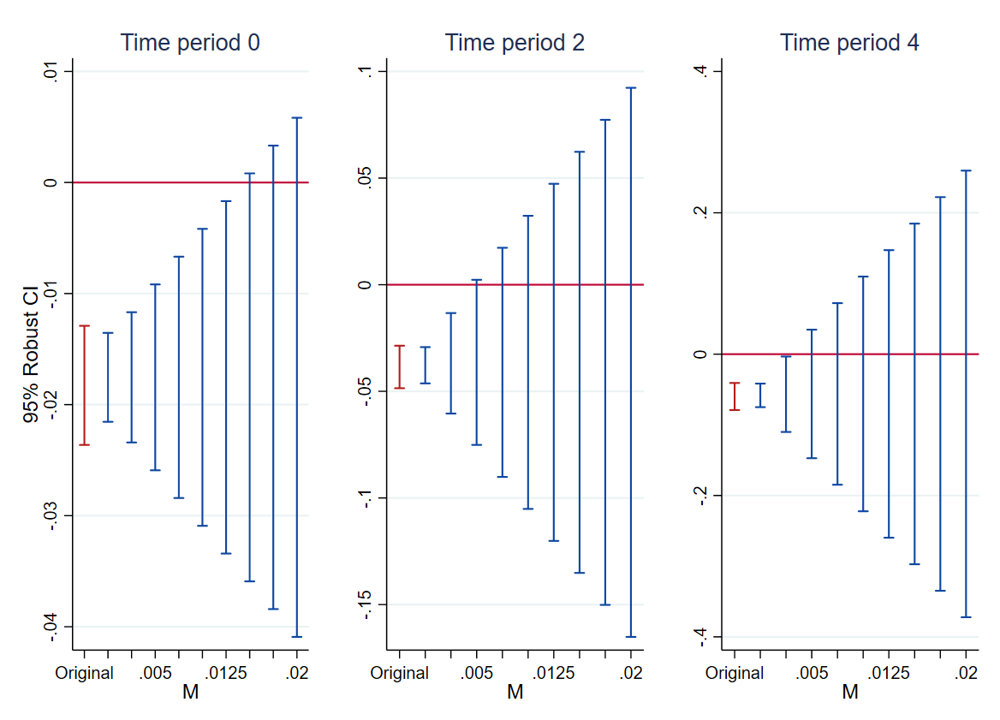 Time period 0
Time period 2
Time period 4
95% Robust CI
.01
0
-.01
-.02
-.03
-.04
Original
.005
.0125
.02
M
.1
.05
0
-.05
-.1
-.15
Original
.005
.0125
.02
M
.4
.2
0
-.2
-.4
Original
.005
.0125
.02
M